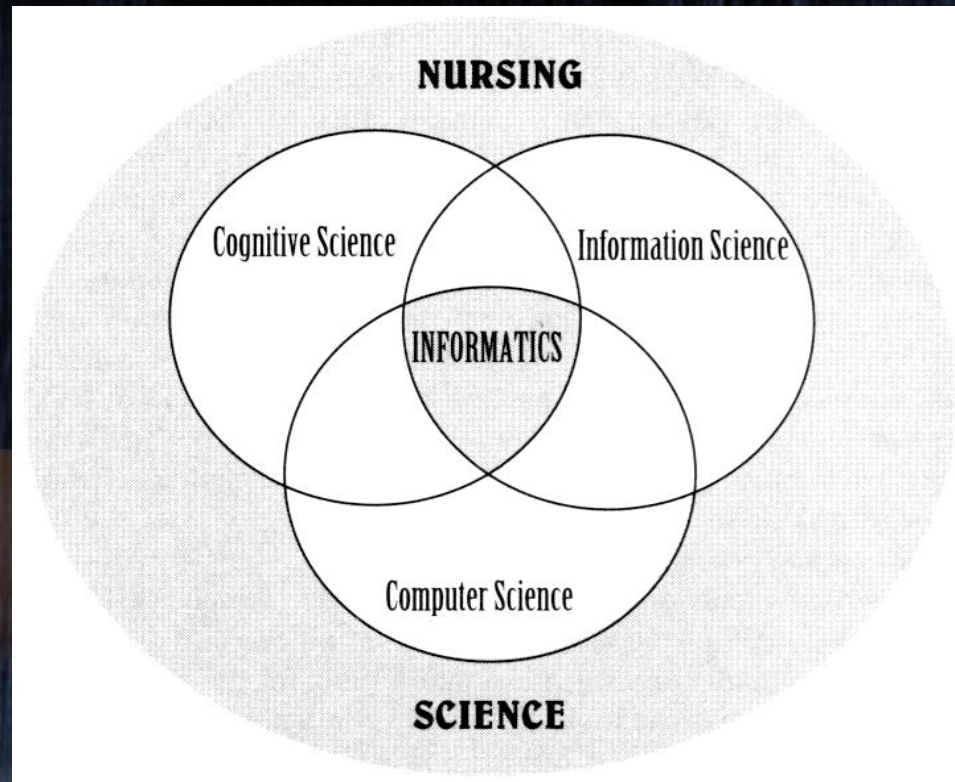 NURSING
Cognitive Science
Information Science
INFORMATICS
Computer Science
SCIENCE